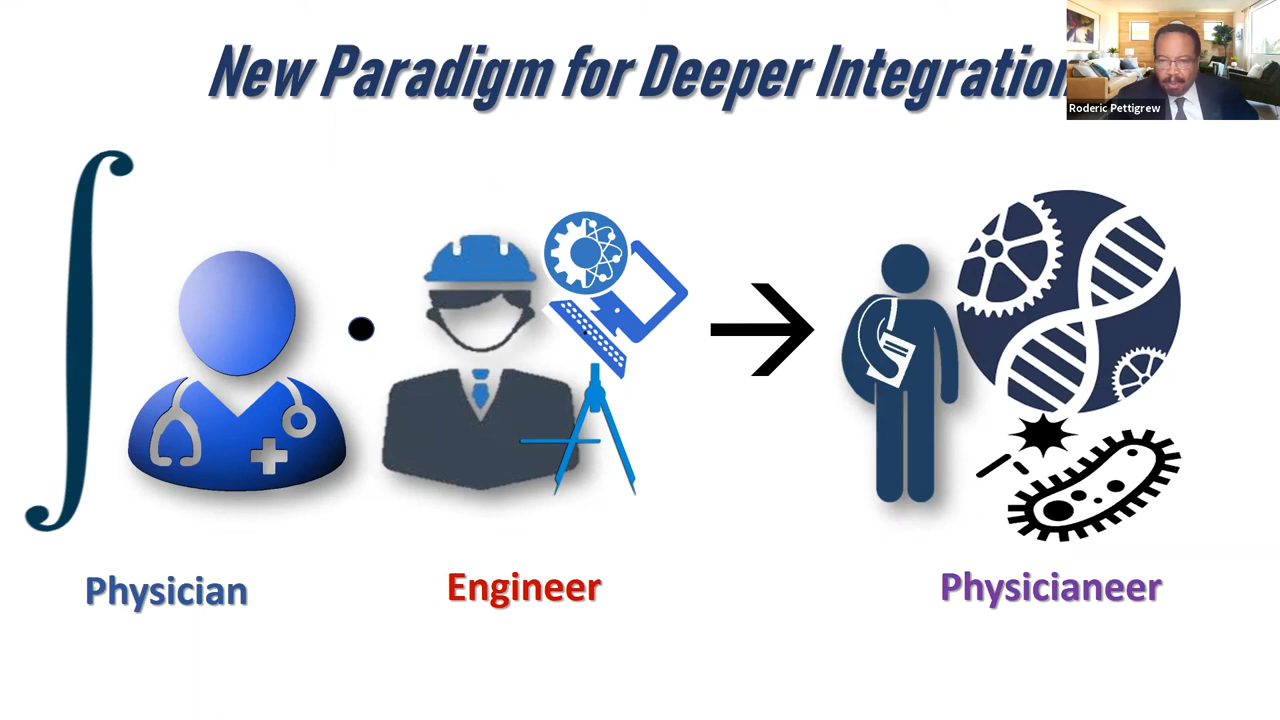 New Paradigm for Deeper Integration
Roderic Pettigrew
Physician
Engineer
Physicianeer